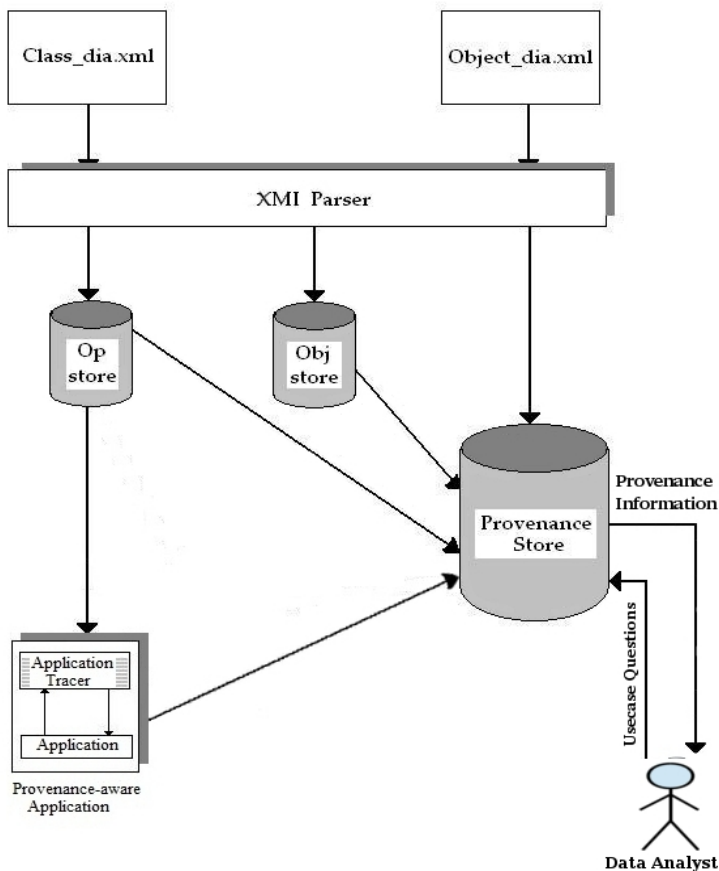 Class_dia.xml
Object_dia.xml
XMI Parser
Op
store
Obj
store
Provenance
Store
Provenance
Information
Usecase Questions
Application
Tracer
Application
Provenance-aware
Application
Data Analyst